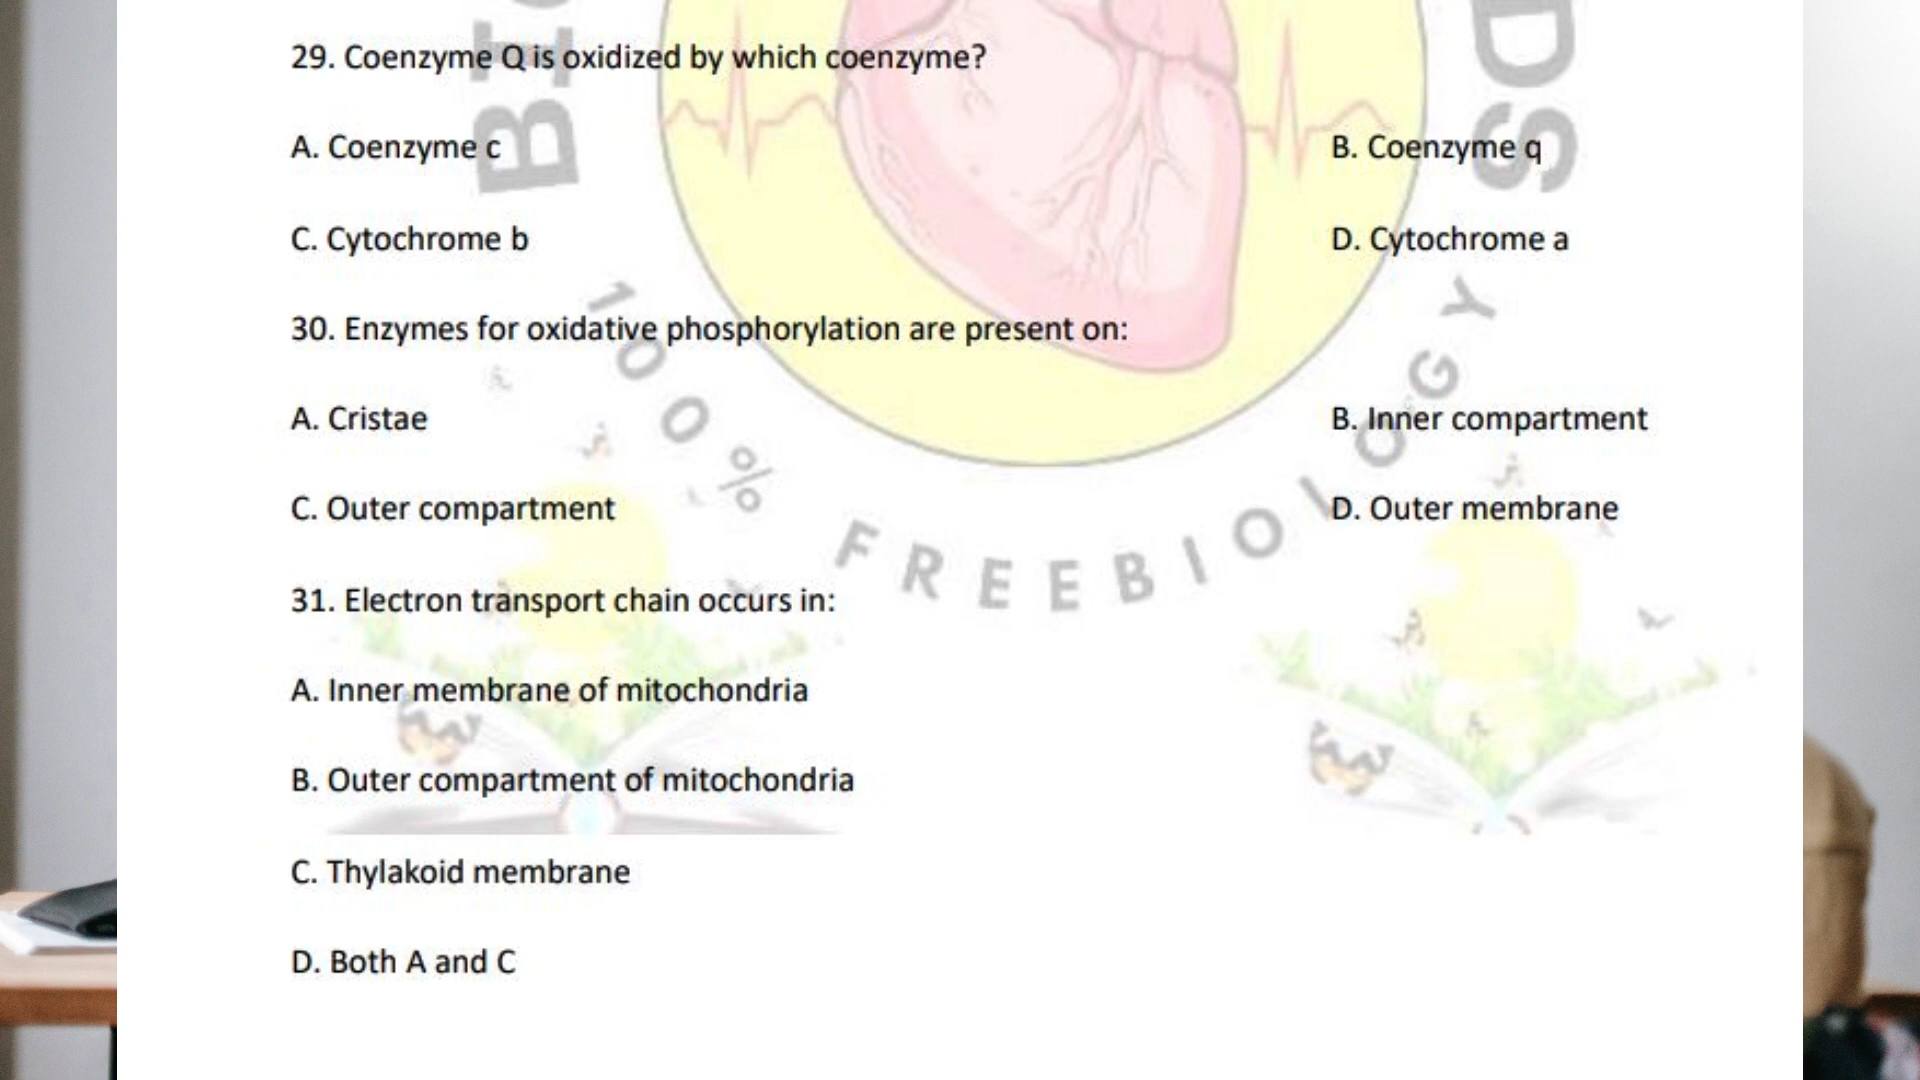 29. Coenzyme Q is oxidized by which coenzyme?
A. Coenzyme c
B. Coenzyme q
C. Cytochrome b
D. Cytochrome a
30. Enzymes for oxidative phosphorylation are present on:
A. Cristae
B. Inner compartment
C. Outer compartment
D. Outer membrane
31. Electron transport chain occurs in:
A. Inner membrane of mitochondria
B. Outer compartment of mitochondria
C. Thylakoid membrane
D. Both A and C
100% FREEBIOLOGY